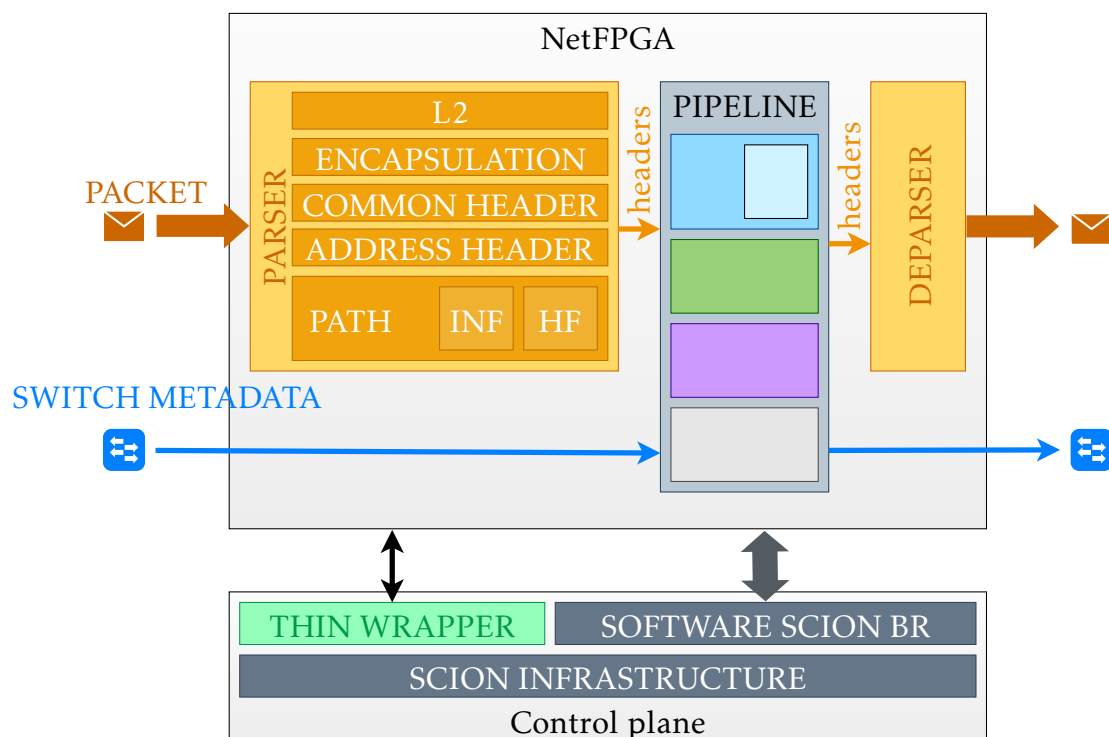 NetFPGA
PACKET
PARSER
L2
ENCAPSULATION
COMMON HEADER
ADDRESS HEADER
PATH
INF
HF
headers
PIPELINE
headers
DEPARSER
SWITCH METADATA
THIN WRAPPER
SOFTWARE SCION BR
SCION INFRASTRUCTURE
Control plane